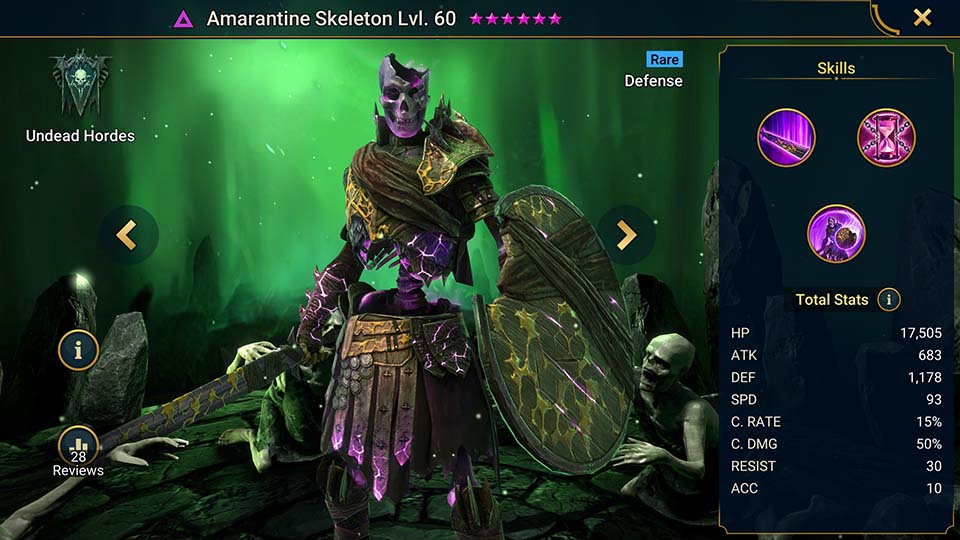 Amarantine Skeleton Lvl. 60
Undead Hordes
Rare
Defense
28
Reviews
Skills
Total Stats
HP 17,505
ATK 683
DEF 1,178
SPD 93
C. RATE 15%
C. DMG 50%
RESIST 30
ACC 10